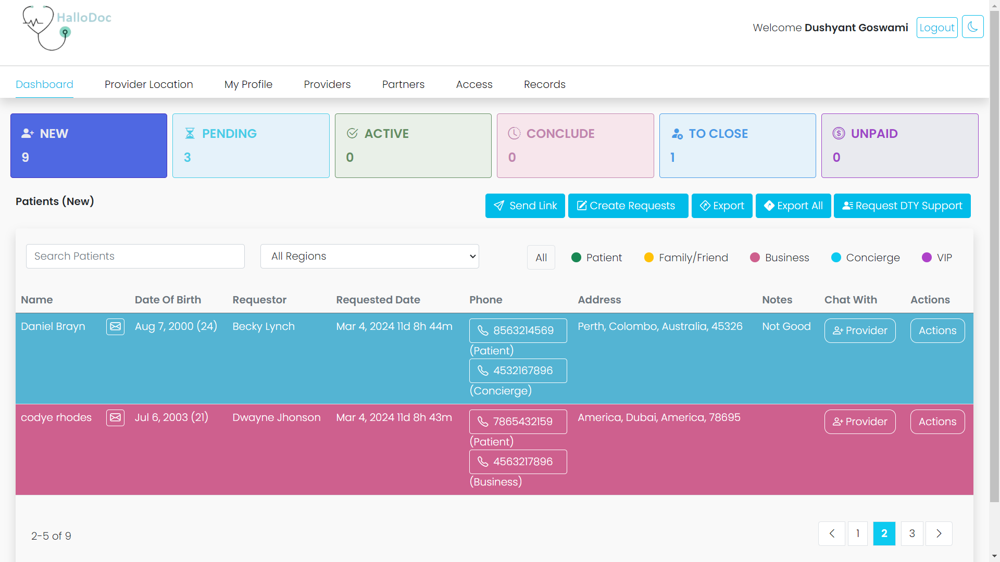 HalloDoc
Welcome Dushyant Goswami Logout
Dashboard Provider Location My Profile Providers Partners Access Records
NEW PENDING ACTIVE CONCLUDE TO CLOSE UNPAID
9 3 0 0 1 0
Patients (New) Send Link Create Requests Export Export All Request DTY Support
Search Patients All Regions All Patient Family/Friend Business Concierge VIP
Name Date Of Birth Requestor Requested Date Phone Address Notes Chat With Actions
Daniel Brayn Aug 7, 2000 (24) Becky Lynch Mar 4, 2024 11d 8h 44m 8563214569 Perth, Colombo, Australia, 45326 Not Good Provider Actions
(Patient)
4532167896
(Concierge)
codye rhodes Jul 6, 2003 (21) Dwayne Jhonson Mar 4, 2024 11d 8h 43m 7865432159 America, Dubai, America, 78695 Provider Actions
(Patient)
4563217896
(Business)
2-5 of 9 1 2 3